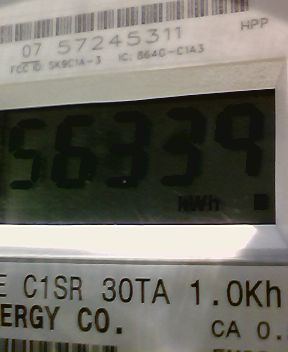 HPP
07 57245311
FCC ID: SK9C1A-3 IC: 864G-C1A3
56339
kWh
E C1SR 30TA 1.0Kh
ERGY CO.
CA 0.